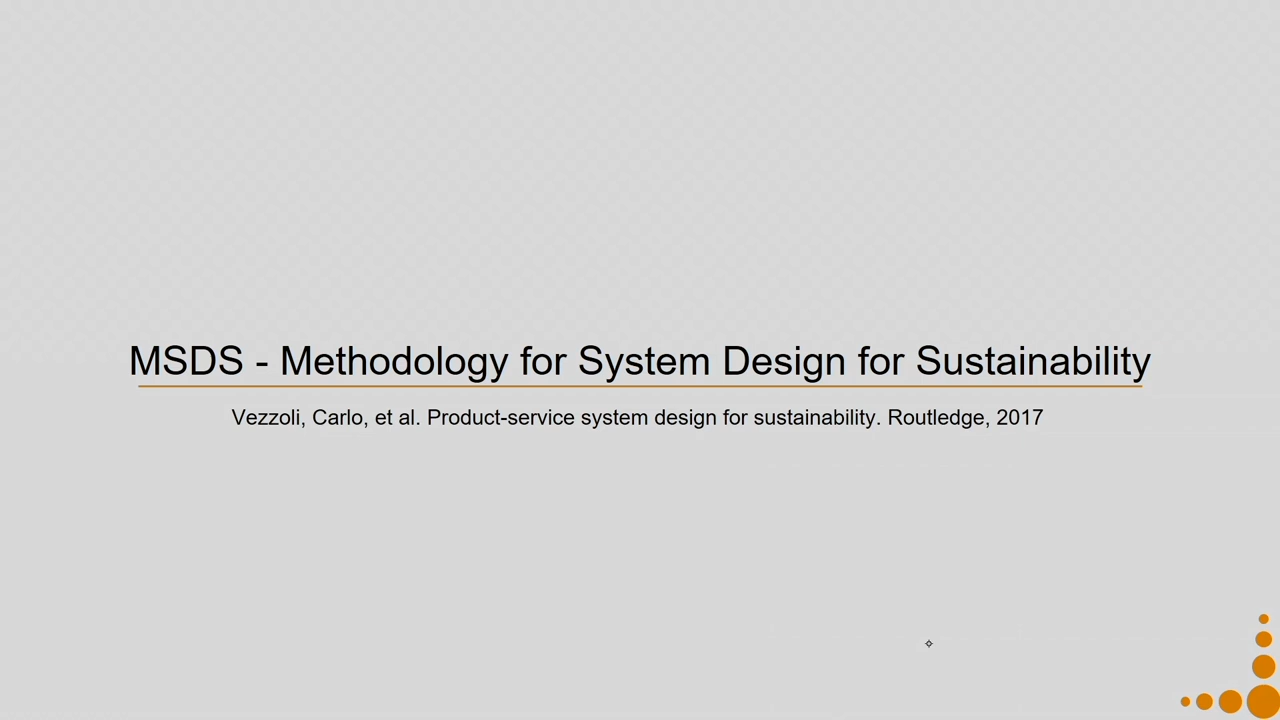 MSDS - Methodology for System Design for Sustainability
Vezzoli, Carlo, et al. Product-service system design for sustainability. Routledge, 2017